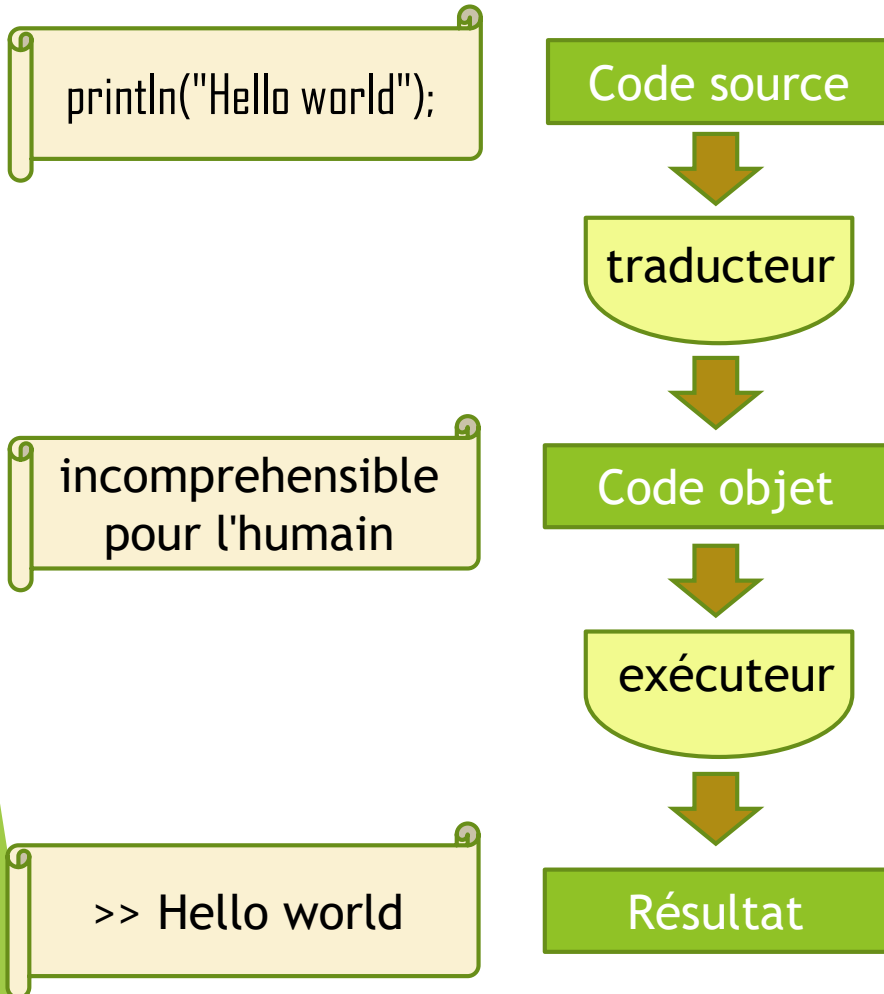 println("Hello world");
Code source
traducteur
incomprehensible
pour l'humain
Code objet
exécuteur
>> Hello world
Résultat